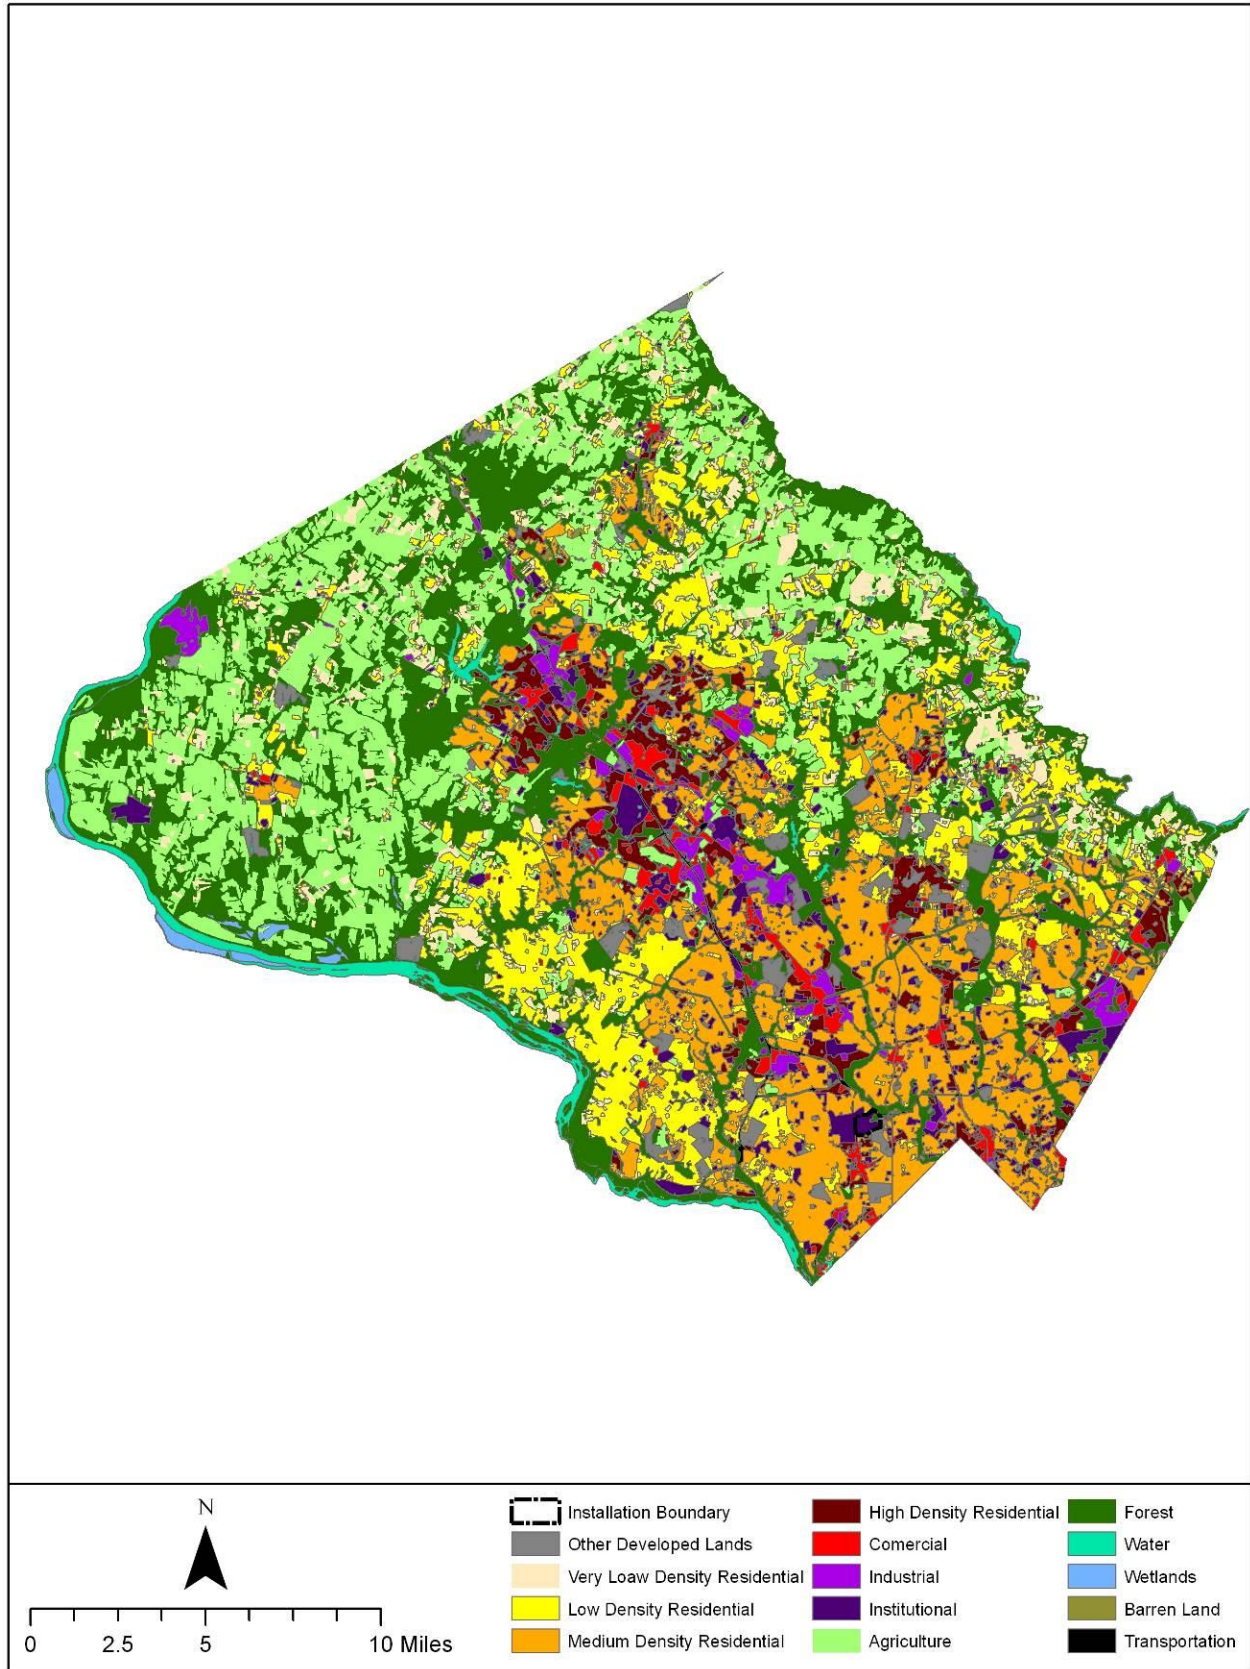 N
0 2.5 5 10 Miles
Installation Boundary
Other Developed Lands
Very Loaw Density Residential
Low Density Residential
Medium Density Residential
High Density Residential
Comercial
Industrial
Institutional
Agriculture
Forest
Water
Wetlands
Barren Land
Transportation